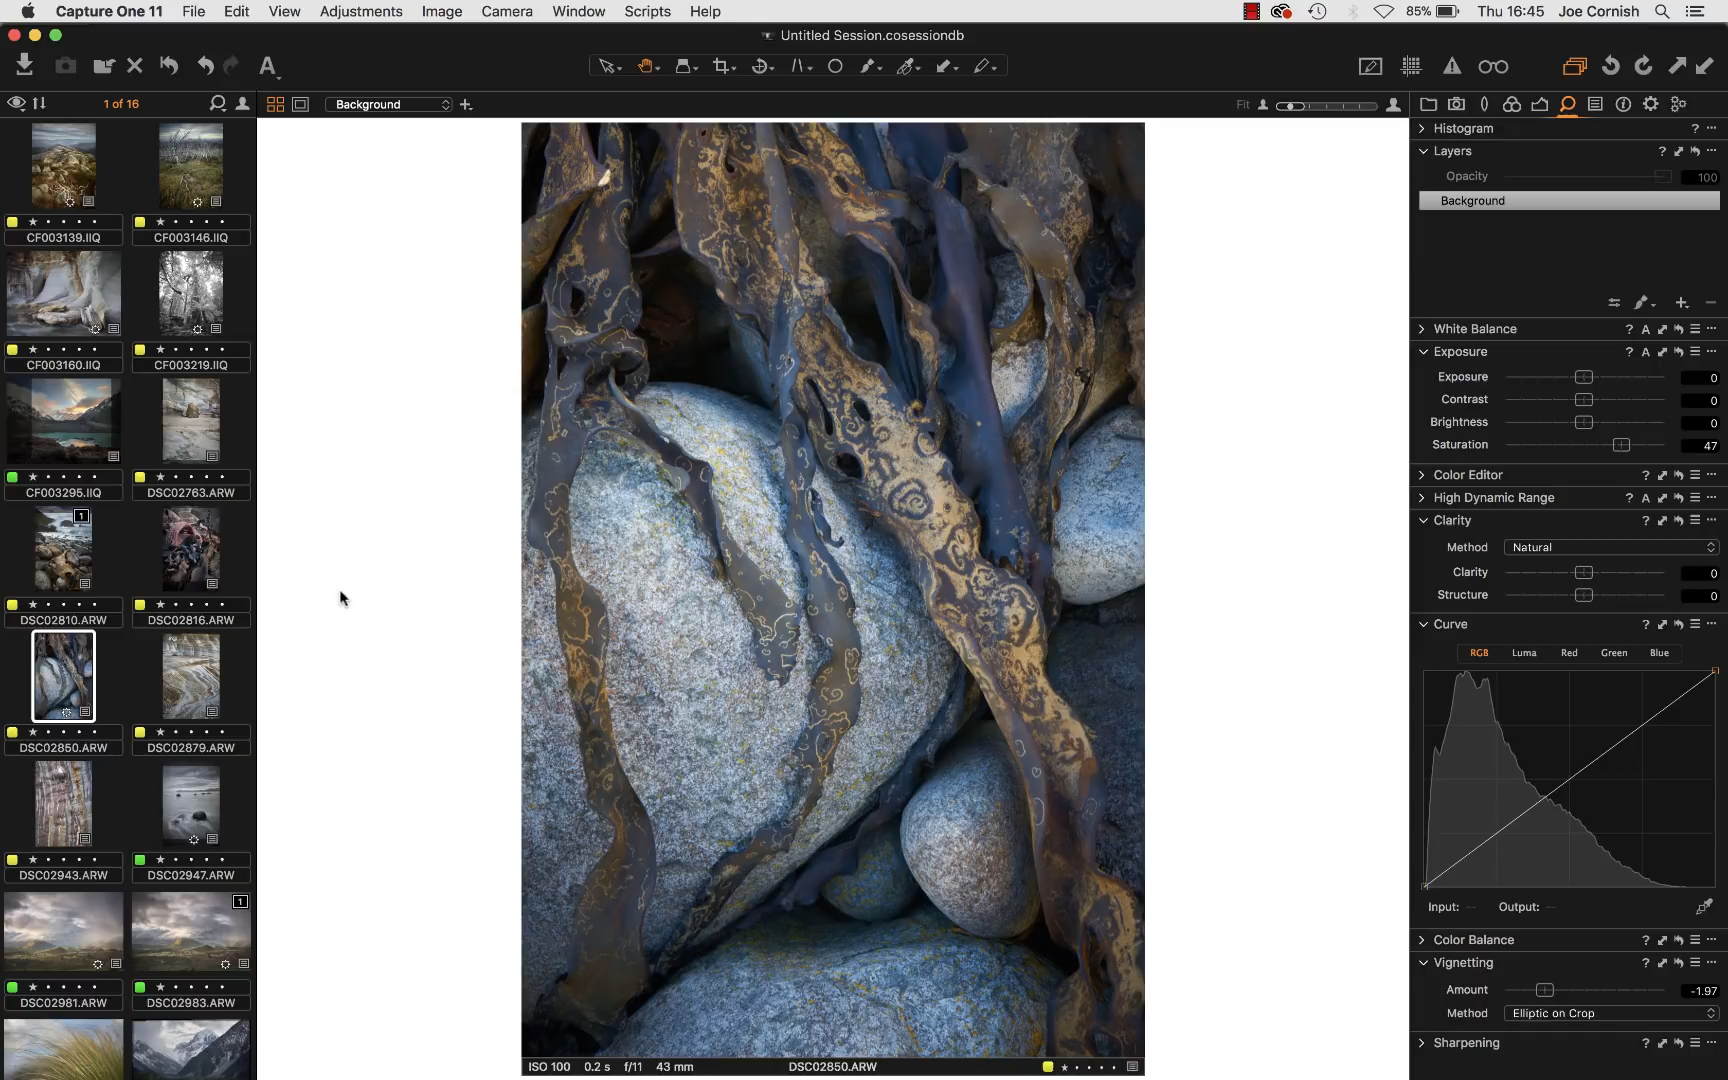 Capture One 11 File Edit View Adjustments Image Camera Window Scripts Help 85% Thu 16:45 Joe Cornish
Untitled Session.cosessiondb
A
1 of 16
Background
Fit
CF003139.IIQ CF003146.IIQ
CF003160.IIQ CF003219.IIQ
CF003295.IIQ DSC02763.ARW
1
DSC02810.ARW DSC02816.ARW
DSC02850.ARW DSC02879.ARW
DSC02943.ARW DSC02947.ARW
1
DSC02981.ARW DSC02983.ARW
ISO 100 0.2 s f/11 43 mm DSC02850.ARW
Histogram ?
Layers ?
Opacity 100
Background
White Balance ? A
Exposure ? A
Exposure 0
Contrast 0
Brightness 0
Saturation 47
Color Editor ?
High Dynamic Range ? A
Clarity ?
Method Natural
Clarity 0
Structure 0
Curve ?
RGB Luma Red Green Blue
Input: -- Output: --
Color Balance ?
Vignetting ?
Amount -1.97
Method Elliptic on Crop
Sharpening ?